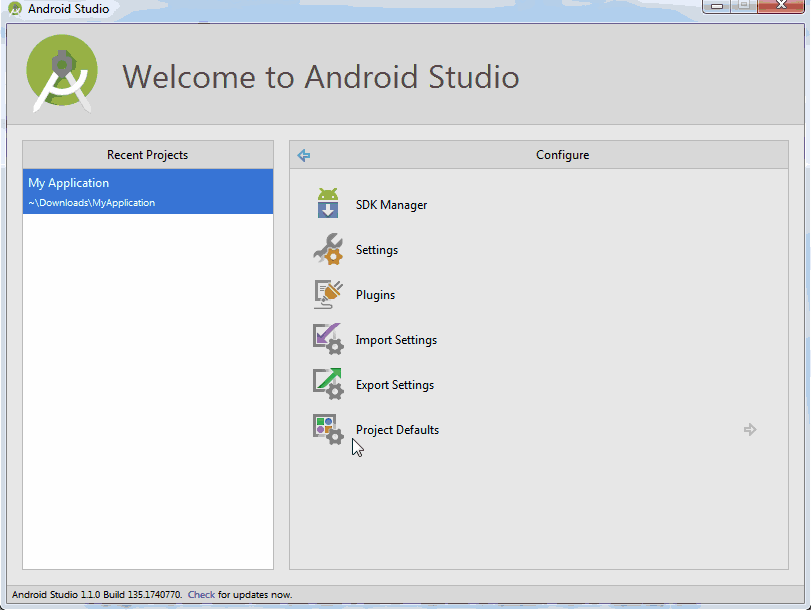 Android Studio
Welcome to Android Studio
Recent Projects
My Application
~\Downloads\MyApplication
Configure
SDK Manager
Settings
Plugins
Import Settings
Export Settings
Project Defaults
Android Studio 1.1.0 Build 135.1740770. Check for updates now.